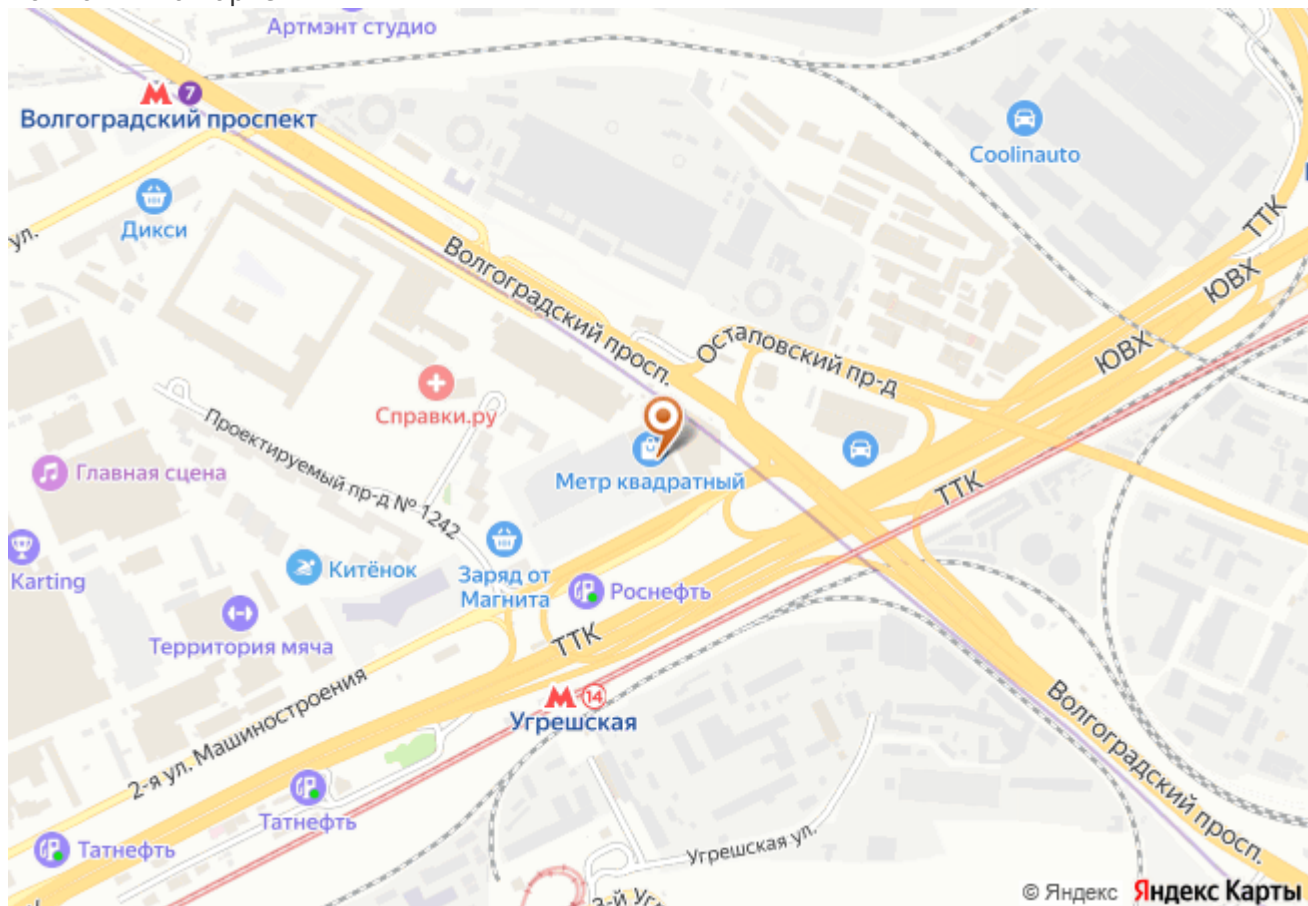 Артмэнт студио
7
Волгоградский проспект
Coolinauto
Дикси
ул.
ТТК
ЮВХ
Волгоградский просп.
Остаповский пр-д
ЮВХ
Справки.ру
Проектируемый пр-д № 1242
Главная сцена
Метр квадратный
ТТК
Karting
Китёнок
Заряд от
Магнита
Роснефть
Территория мяча
ТТК
14
Угрешская
2-я ул. Машиностроения
Волгоградский просп.
Татнефть
Татнефть
Угрешская ул.
© Яндекс Яндекс Карты